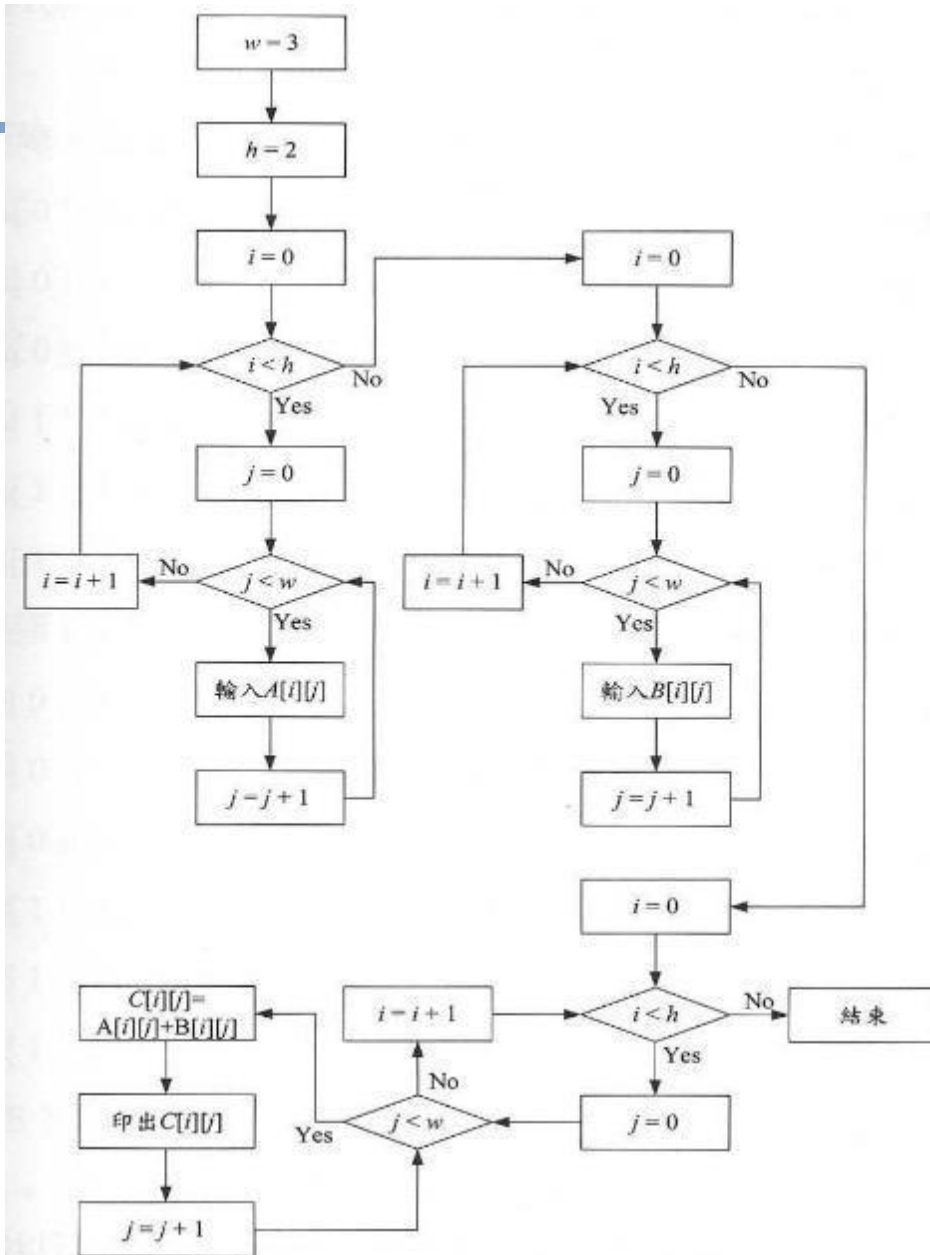 w = 3
h = 2
i = 0
i < h
No
Yes
j = 0
j < w
No
i = i + 1
Yes
輸入A[i][j]
j = j + 1
i = 0
i < h
No
Yes
j = 0
j < w
No
i = i + 1
Yes
輸入B[i][j]
j = j + 1
i = 0
i < h
No
結束
Yes
j = 0
j < w
No
i = i + 1
Yes
C[i][j]=
A[i][j]+B[i][j]
印出C[i][j]
j = j + 1